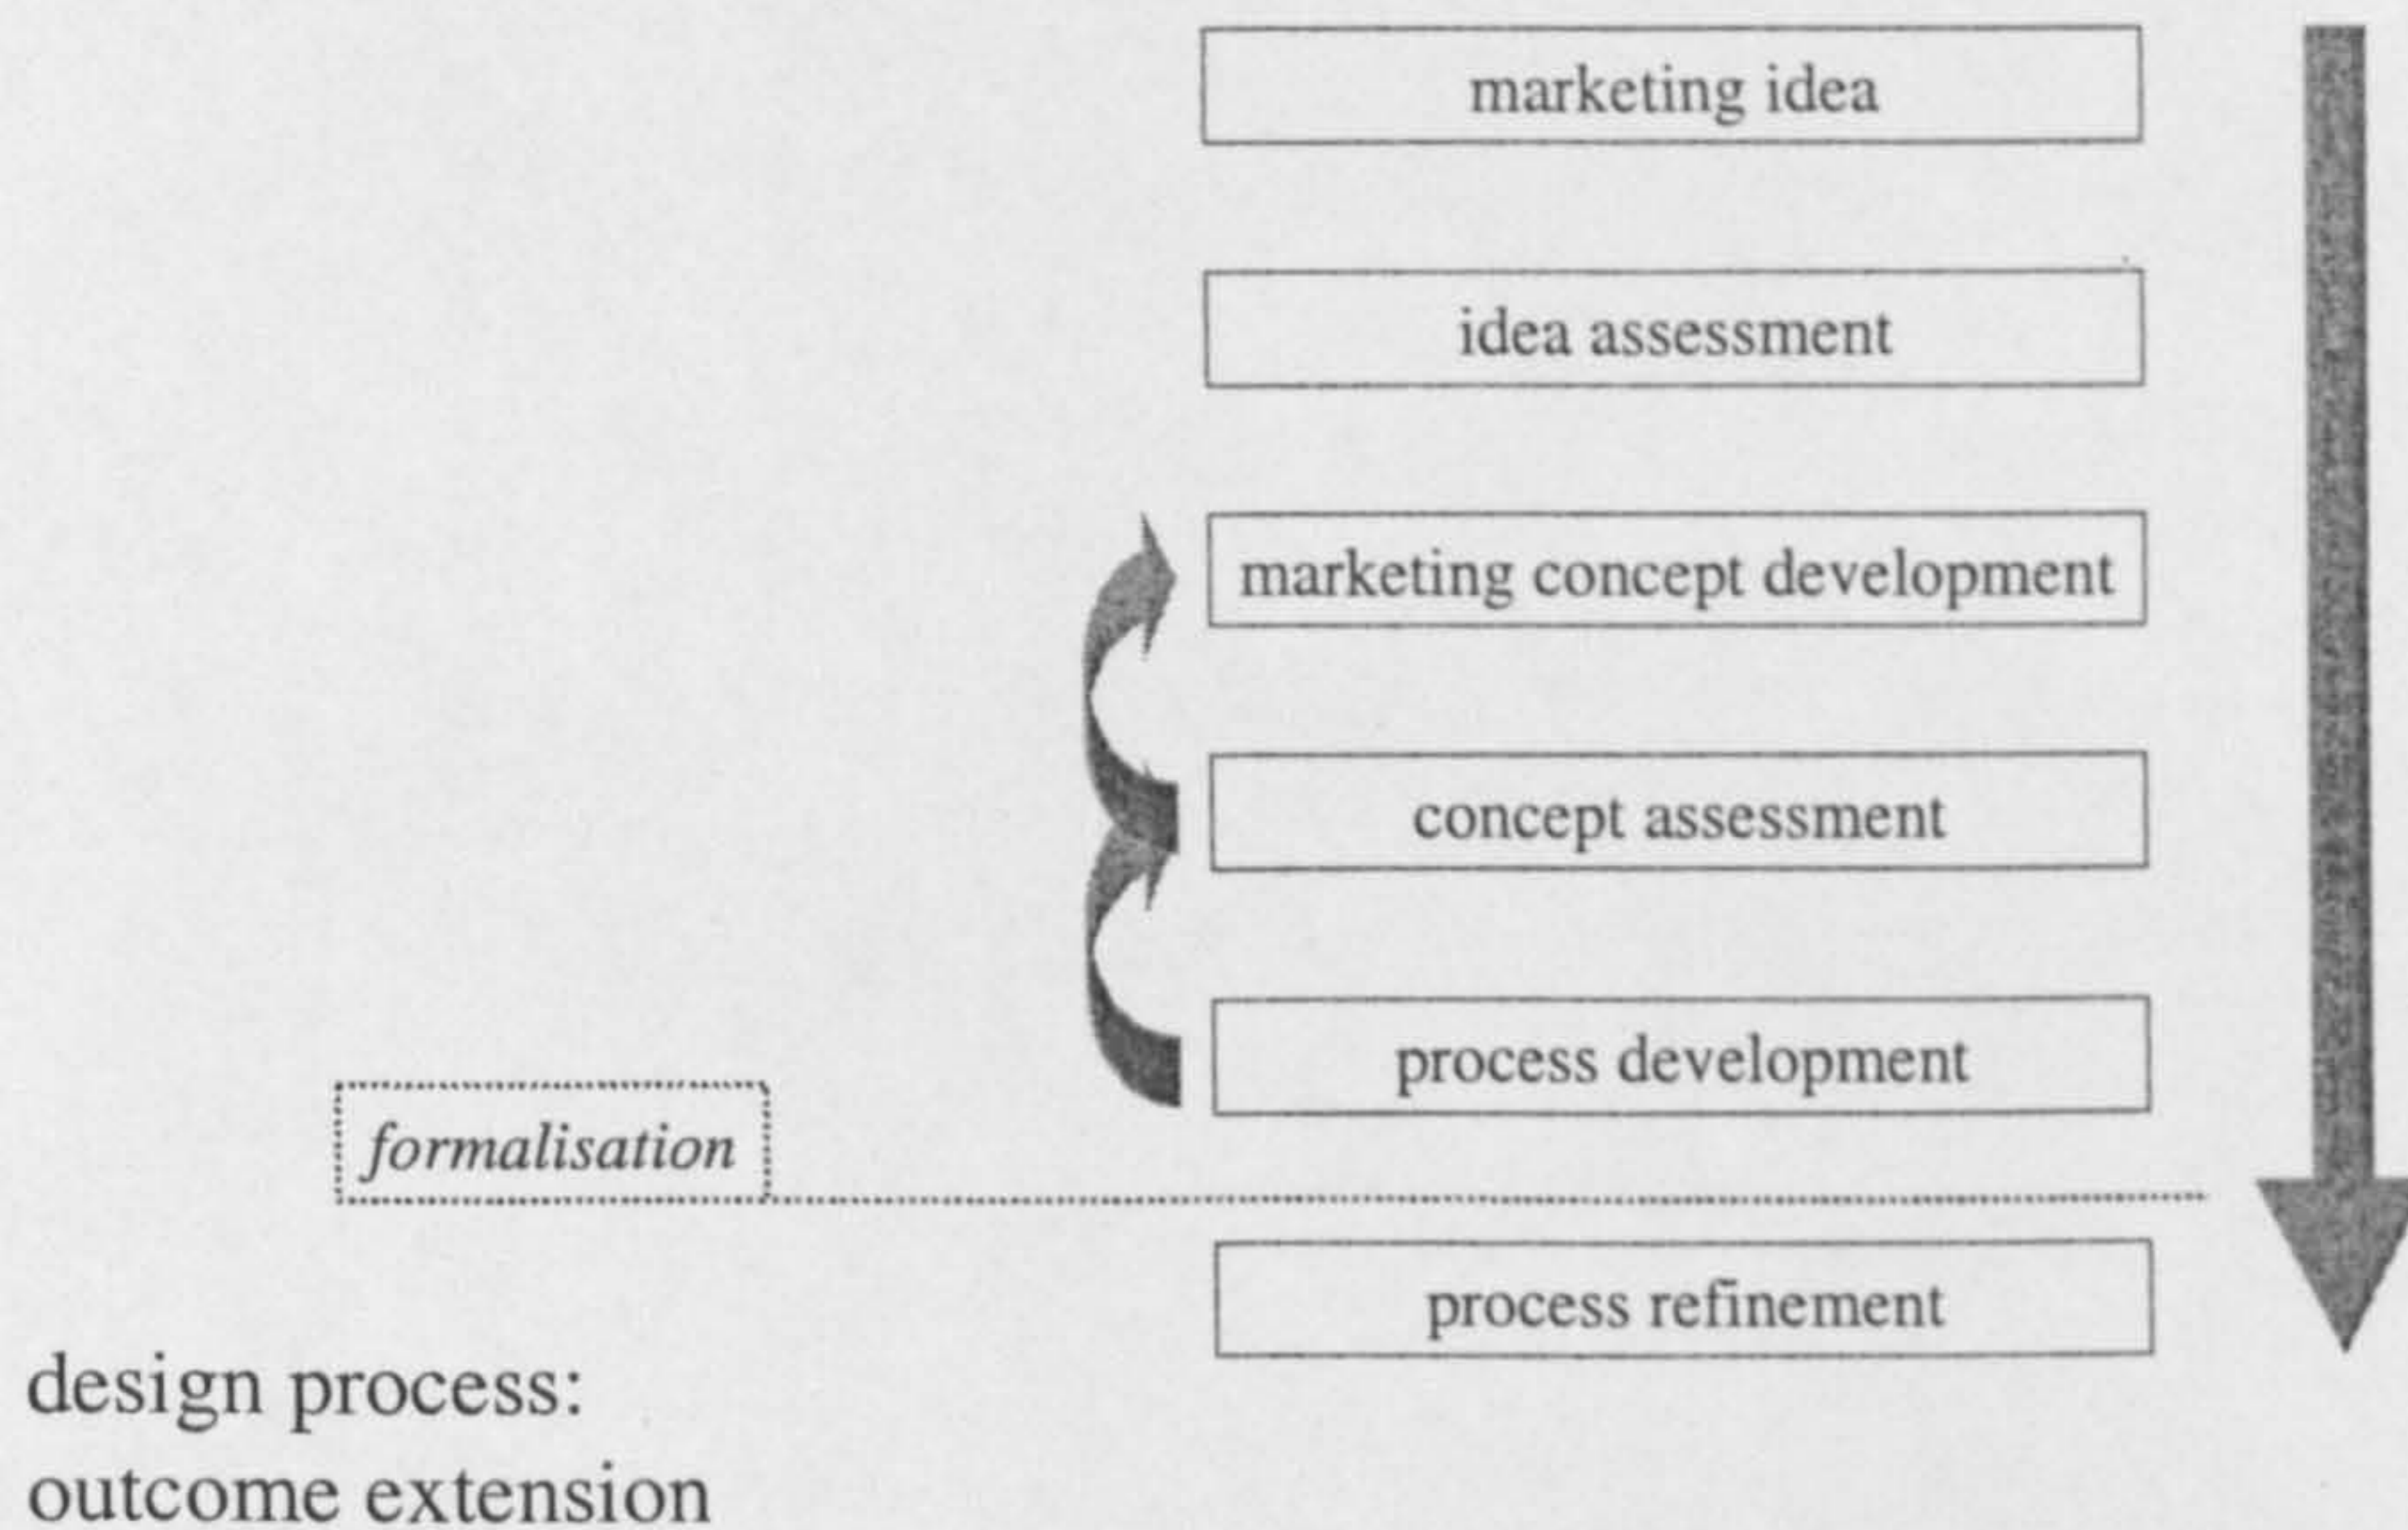 marketing idea
idea assessment
marketing concept development
concept assessment
process development
formalisation
process refinement
design process:
outcome extension